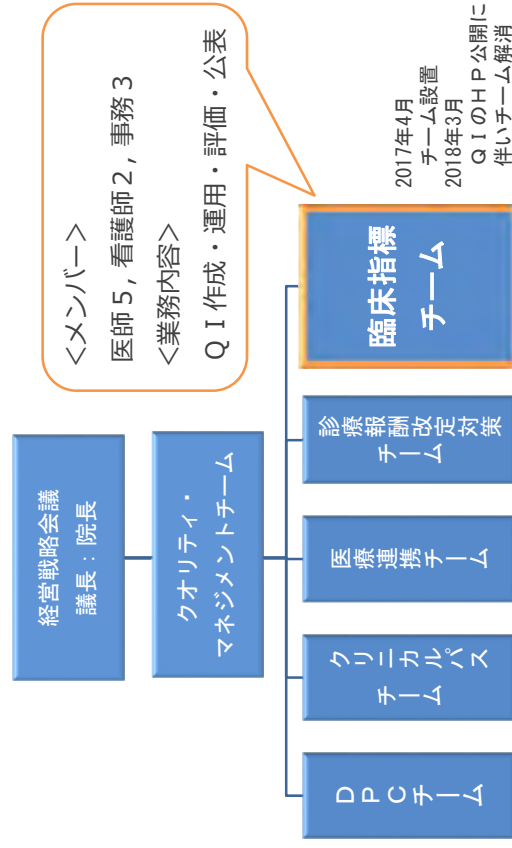 経営戦略会議
議長：院長
クオリティ・
マネジメントチーム
＜メンバー＞
医師５，看護師２，事務３
＜業務内容＞
ＱＩ作成・運用・評価・公表
ＤＰＣチーム
クリニカルパス
チーム
医療連携チーム
診療報酬改定対策
チーム
臨床指標
チーム
2017年4月
チーム設置
2018年3月
ＱＩのＨＰ公開に
伴いチーム解消